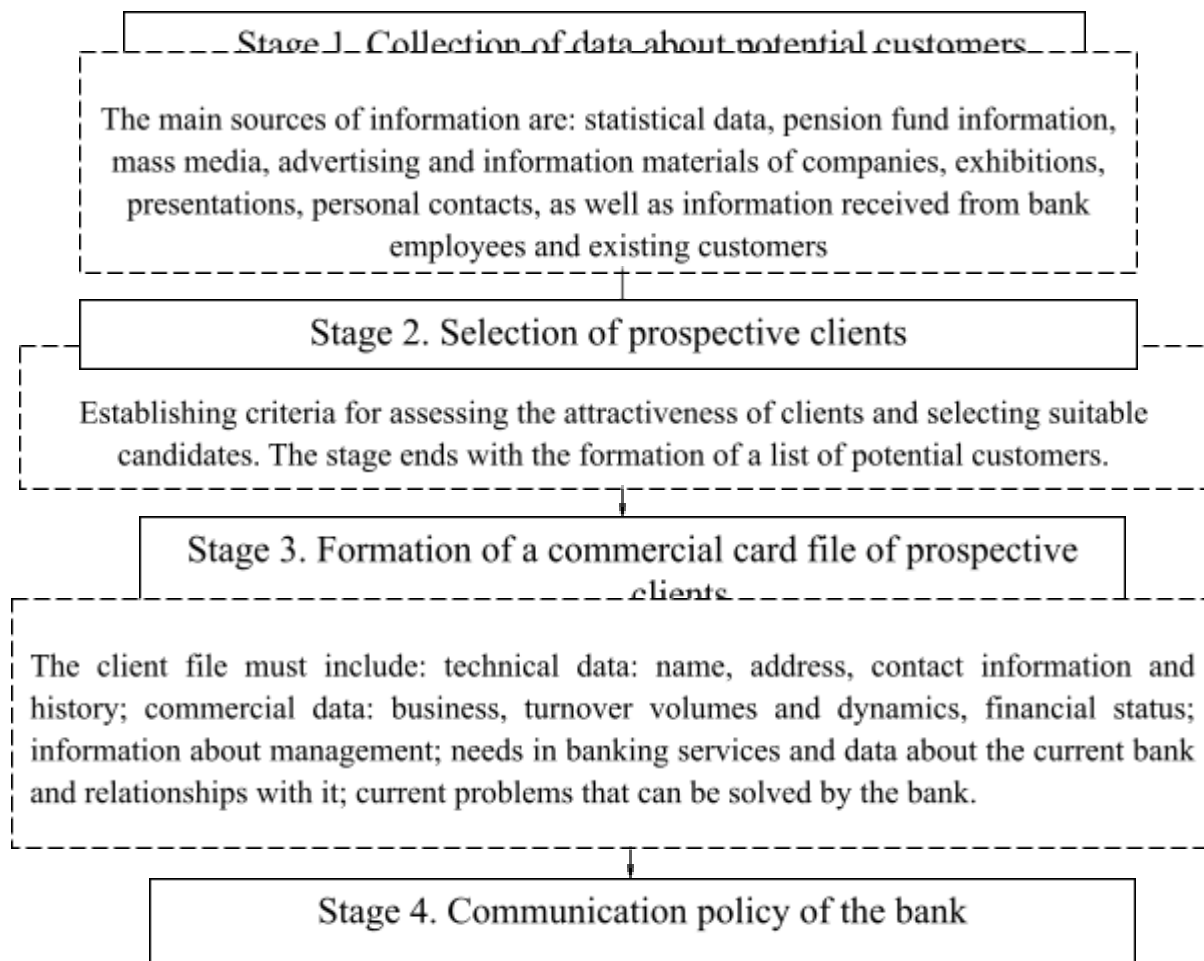 Stage 1. Collection of data about potential customers
The main sources of information are: statistical data, pension fund information,
mass media, advertising and information materials of companies, exhibitions,
presentations, personal contacts, as well as information received from bank
employees and existing customers
Stage 2. Selection of prospective clients
Establishing criteria for assessing the attractiveness of clients and selecting suitable
candidates. The stage ends with the formation of a list of potential customers.
Stage 3. Formation of a commercial card file of prospective
clients
The client file must include: technical data: name, address, contact information and
history; commercial data: business, turnover volumes and dynamics, financial status;
information about management; needs in banking services and data about the current bank
and relationships with it; current problems that can be solved by the bank.
Stage 4. Communication policy of the bank